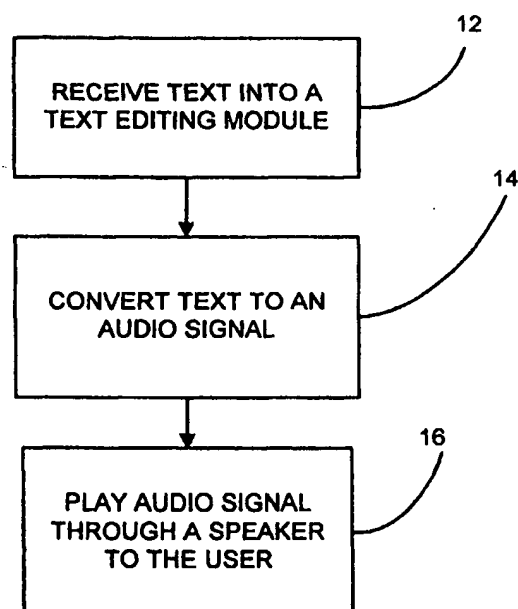 12
RECEIVE TEXT INTO A
TEXT EDITING MODULE
14
CONVERT TEXT TO AN
AUDIO SIGNAL
16
PLAY AUDIO SIGNAL
THROUGH A SPEAKER
TO THE USER